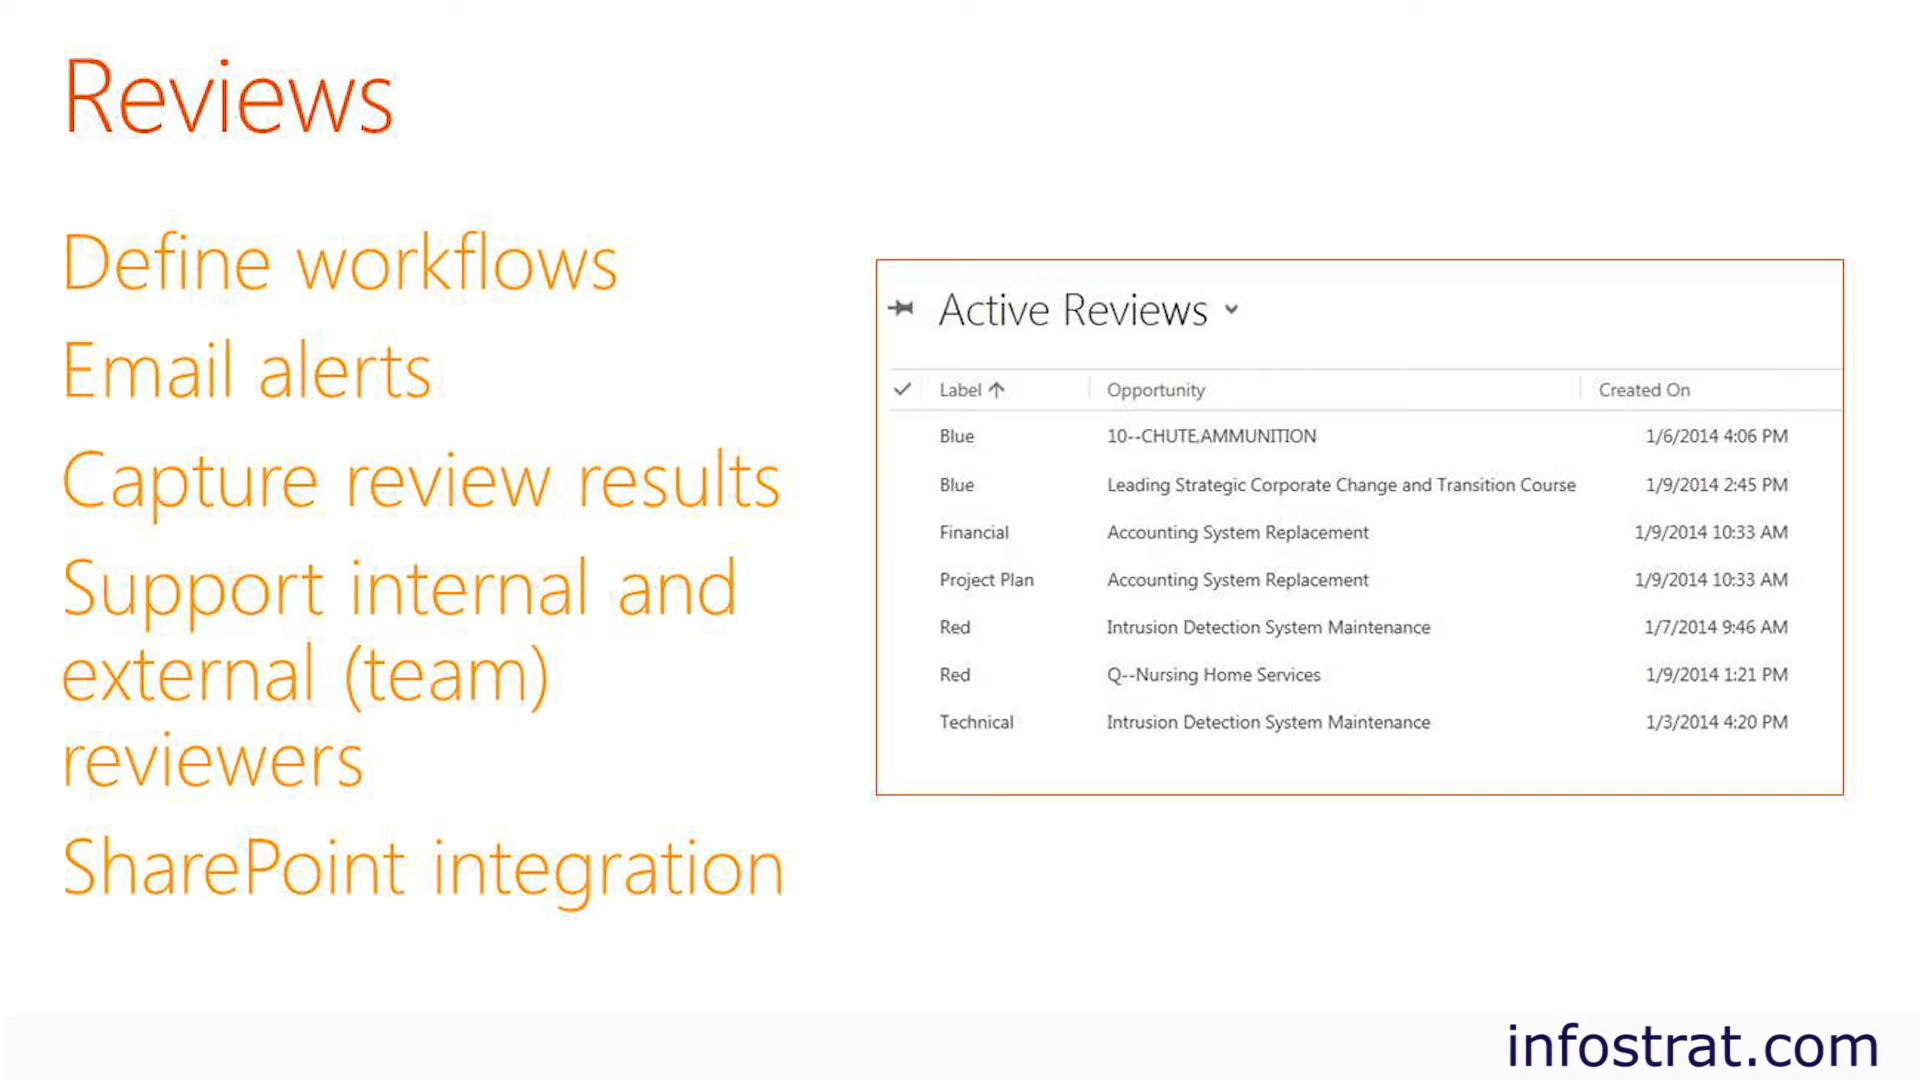 Reviews
Define workflows
Email alerts
Capture review results
Support internal and
external (team)
reviewers
SharePoint integration
Active Reviews
Label Opportunity Created On
Blue 10--CHUTE,AMMUNITION 1/6/2014 4:06 PM
Blue Leading Strategic Corporate Change and Transition Course 1/9/2014 2:45 PM
Financial Accounting System Replacement 1/9/2014 10:33 AM
Project Plan Accounting System Replacement 1/9/2014 10:33 AM
Red Intrusion Detection System Maintenance 1/7/2014 9:46 AM
Red Q--Nursing Home Services 1/9/2014 1:21 PM
Technical Intrusion Detection System Maintenance 1/3/2014 4:20 PM
infostrat.com